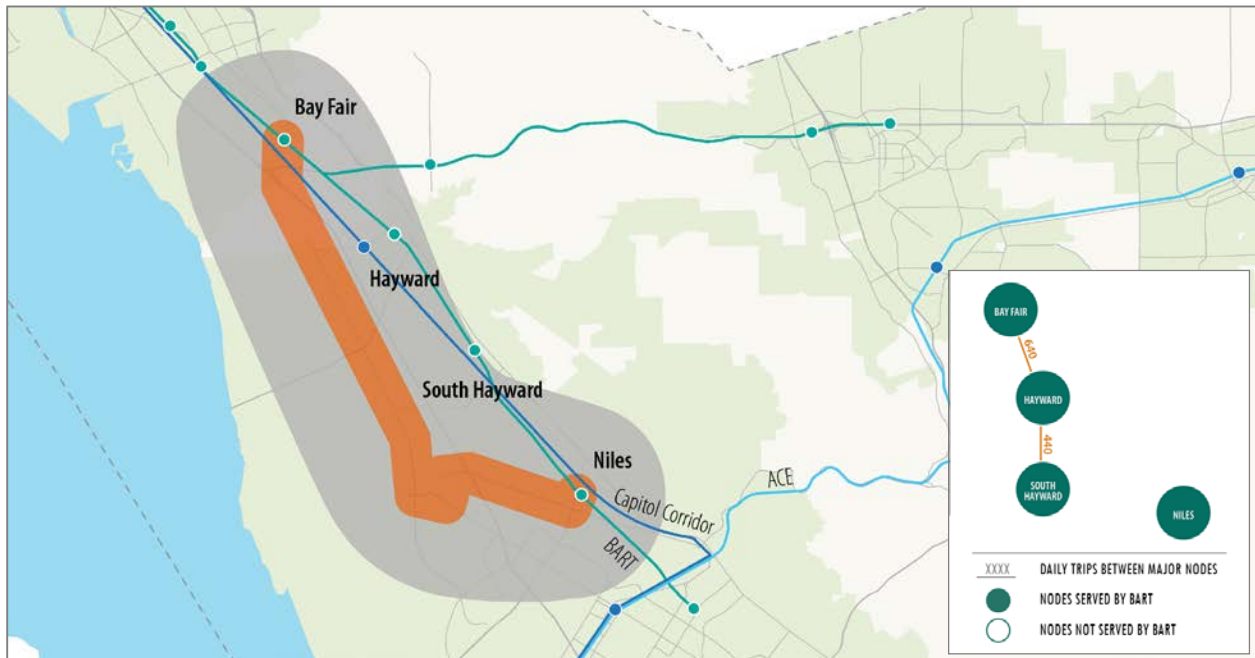 Bay Fair
Hayward
South Hayward
Niles
ACE
Capitol Corridor
BART
BAY FAIR
640
HAYWARD
440
SOUTH
HAYWARD
NILES
XXXX DAILY TRIPS BETWEEN MAJOR NODES
NODES SERVED BY BART
NODES NOT SERVED BY BART